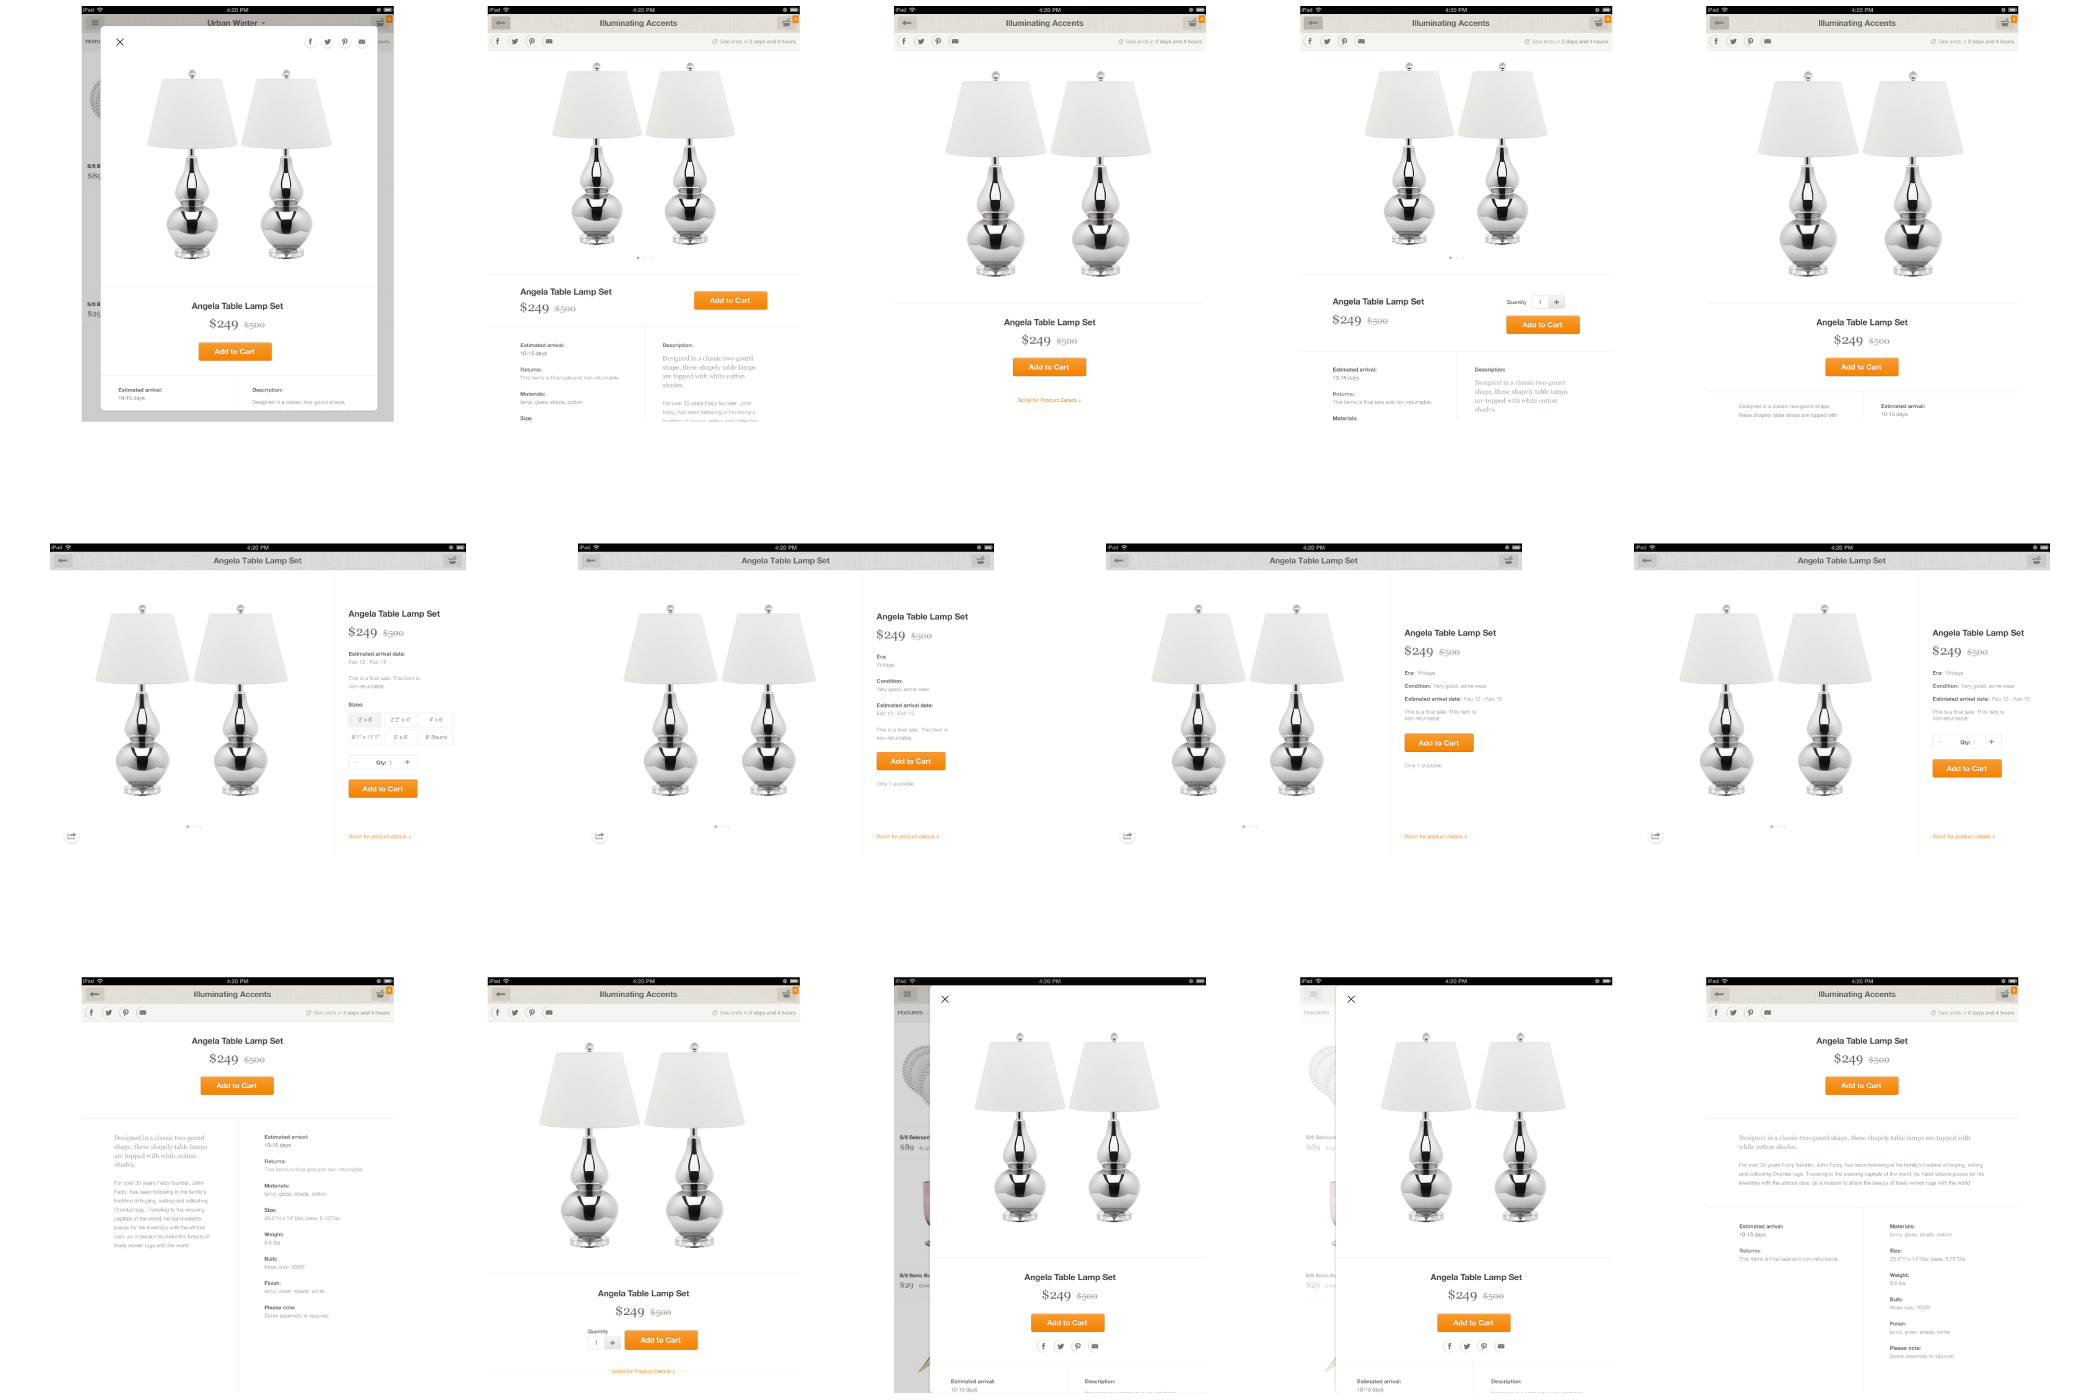 iPad 4:20 PM
Urban Winter
FEATU
ours
S/8 B
$89
S/8 B
$29
Angela Table Lamp Set
$249 $500
Add to Cart
Estimated arrival:
10-15 days
Description:
Designed in a classic two-gourd shape,
iPad 4:20 PM
Illuminating Accents
Sale ends in 2 days and 4 hours
Angela Table Lamp Set
$249 $500
Add to Cart
Estimated arrival:
10-15 days
Returns:
This items is final sale and non-returnable.
Materials:
lamp, glass; shade, cotton
Size:
Description:
Designed in a classic two-gourd
shape, these shapely table lamps
are topped with white cotton
shades.
For over 35 years Feizy founder, John
Feizy, has been following in his family's
tradition of buying, selling and collecting
iPad 4:20 PM
Illuminating Accents
Sale ends in 2 days and 4 hours
Angela Table Lamp Set
$249 $500
Add to Cart
Scroll for Product Details ↓
iPad 4:20 PM
Illuminating Accents
Sale ends in 2 days and 4 hours
Angela Table Lamp Set
$249 $500
Quantity 1 +
Add to Cart
Estimated arrival:
10-15 days
Returns:
This items is final sale and non-returnable.
Materials:
Description:
Designed in a classic two-gourd
shape, these shapely table lamps
are topped with white cotton
shades.
iPad 4:20 PM
Illuminating Accents
Sale ends in 2 days and 4 hours
Angela Table Lamp Set
$249 $500
Add to Cart
Designed in a classic two-gourd shape,
these shapely table lamps are topped with
Estimated arrival:
10-15 days
iPad 4:20 PM
Angela Table Lamp Set
Angela Table Lamp Set
$249 $500
Estimated arrival date:
Feb 12 - Feb 15
This is a final sale. This item is
non-returnable.
Sizes:
2' x 8' 2'2" x 4' 4' x 6'
8'1" x 11'1" 5' x 8' 8' Round
− Qty: 1 +
Add to Cart
Scroll for product details ↓
iPad 4:20 PM
Angela Table Lamp Set
Angela Table Lamp Set
$249 $500
Era:
Vintage
Condition:
Very good; some wear
Estimated arrival date:
Feb 12 - Feb 15
This is a final sale. This item is
non-returnable.
Add to Cart
Only 1 available
Scroll for product details ↓
iPad 4:20 PM
Angela Table Lamp Set
Angela Table Lamp Set
$249 $500
Era: Vintage
Condition: Very good; some wear
Estimated arrival date: Feb 12 - Feb 15
This is a final sale. This item is
non-returnable.
Add to Cart
Only 1 available
Scroll for product details ↓
iPad 4:20 PM
Angela Table Lamp Set
Angela Table Lamp Set
$249 $500
Era: Vintage
Condition: Very good; some wear
Estimated arrival date: Feb 12 - Feb 15
This is a final sale. This item is
non-returnable.
− Qty: 1 +
Add to Cart
Scroll for product details ↓
iPad 4:20 PM
Illuminating Accents
Sale ends in 2 days and 4 hours
Angela Table Lamp Set
$249 $500
Add to Cart
Designed in a classic two-gourd
shape, these shapely table lamps
are topped with white cotton
shades.
For over 35 years Feizy founder, John
Feizy, has been following in his family's
tradition of buying, selling and collecting
Oriental rugs. Traveling to the weaving
capitals of the world, he hand-selects
pieces for his inventory with the utmost
care, on a mission to share the beauty of
finely woven rugs with the world
Estimated arrival:
10-15 days
Returns:
This items is final sale and non-returnable.
Materials:
lamp, glass; shade, cotton
Size:
25.5"H x 14"Dia; base, 5.75"Dia
Weight:
9.5 lbs
Bulb:
three-way; 100W
Finish:
lamp, silver; shade, white
Please note:
Some assembly is required.
iPad 4:20 PM
Illuminating Accents
Sale ends in 2 days and 4 hours
Angela Table Lamp Set
$249 $500
Quantity
1 +
Add to Cart
Scroll for Product Details ↓
4:20 PM
FEATURED
S/8 Belmont
$89
S/8 Bario Bu
$29
Angela Table Lamp Set
$249 $500
Add to Cart
Estimated arrival:
10-15 days
Description:
iPad 4:20 PM
FEATURED
S/8 Belmont
$89
S/8 Bario Bu
$29
Angela Table Lamp Set
$249 $500
Add to Cart
Estimated arrival:
10-15 days
Description:
iPad 4:20 PM
Illuminating Accents
Sale ends in 2 days and 4 hours
Angela Table Lamp Set
$249 $500
Add to Cart
Designed in a classic two-gourd shape, these shapely table lamps are topped with
white cotton shades.
For over 35 years Feizy founder, John Feizy, has been following in his family's tradition of buying, selling
and collecting Oriental rugs. Traveling to the weaving capitals of the world, he hand-selects pieces for his
inventory with the utmost care, on a mission to share the beauty of finely woven rugs with the world
Estimated arrival:
10-15 days
Returns:
This items is final sale and non-returnable.
Materials:
lamp, glass; shade, cotton
Size:
25.5"H x 14"Dia; base, 5.75"Dia
Weight:
9.5 lbs
Bulb:
three-way; 100W
Finish:
lamp, silver; shade, white
Please note:
Some assembly is required.